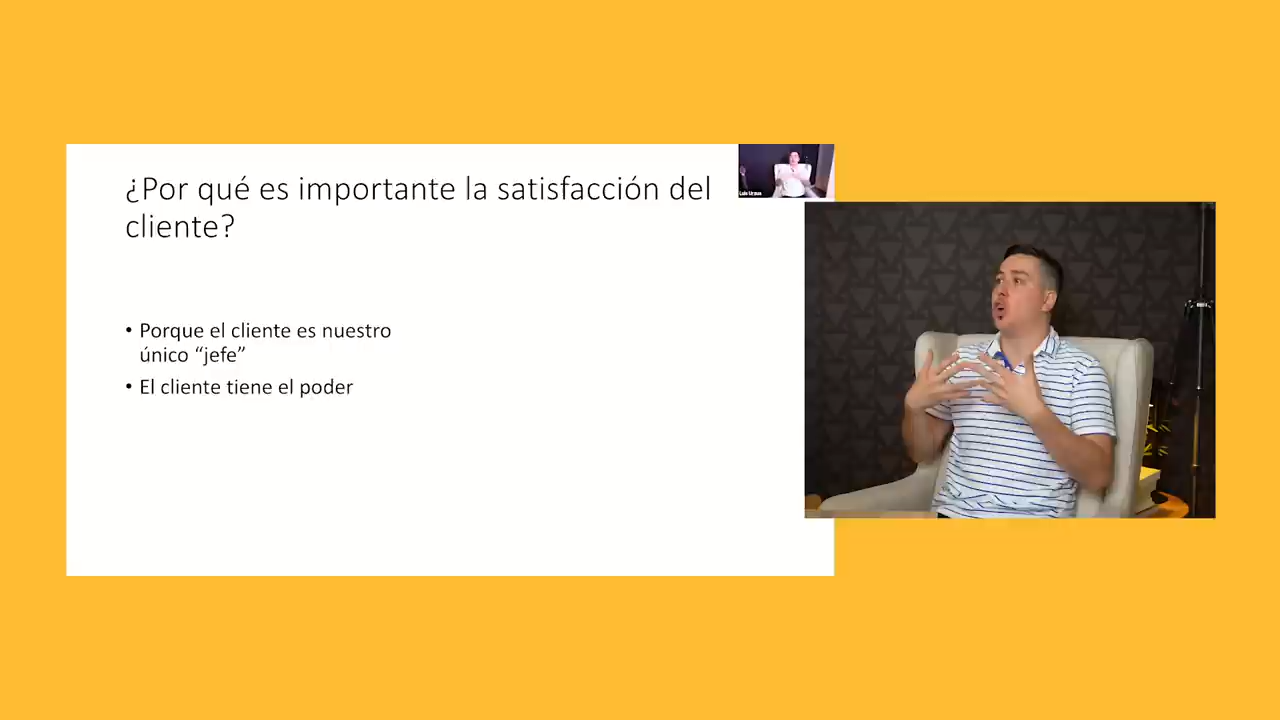 ¿Por qué es importante la satisfacción del
cliente?
• Porque el cliente es nuestro
único “jefe”
• El cliente tiene el poder